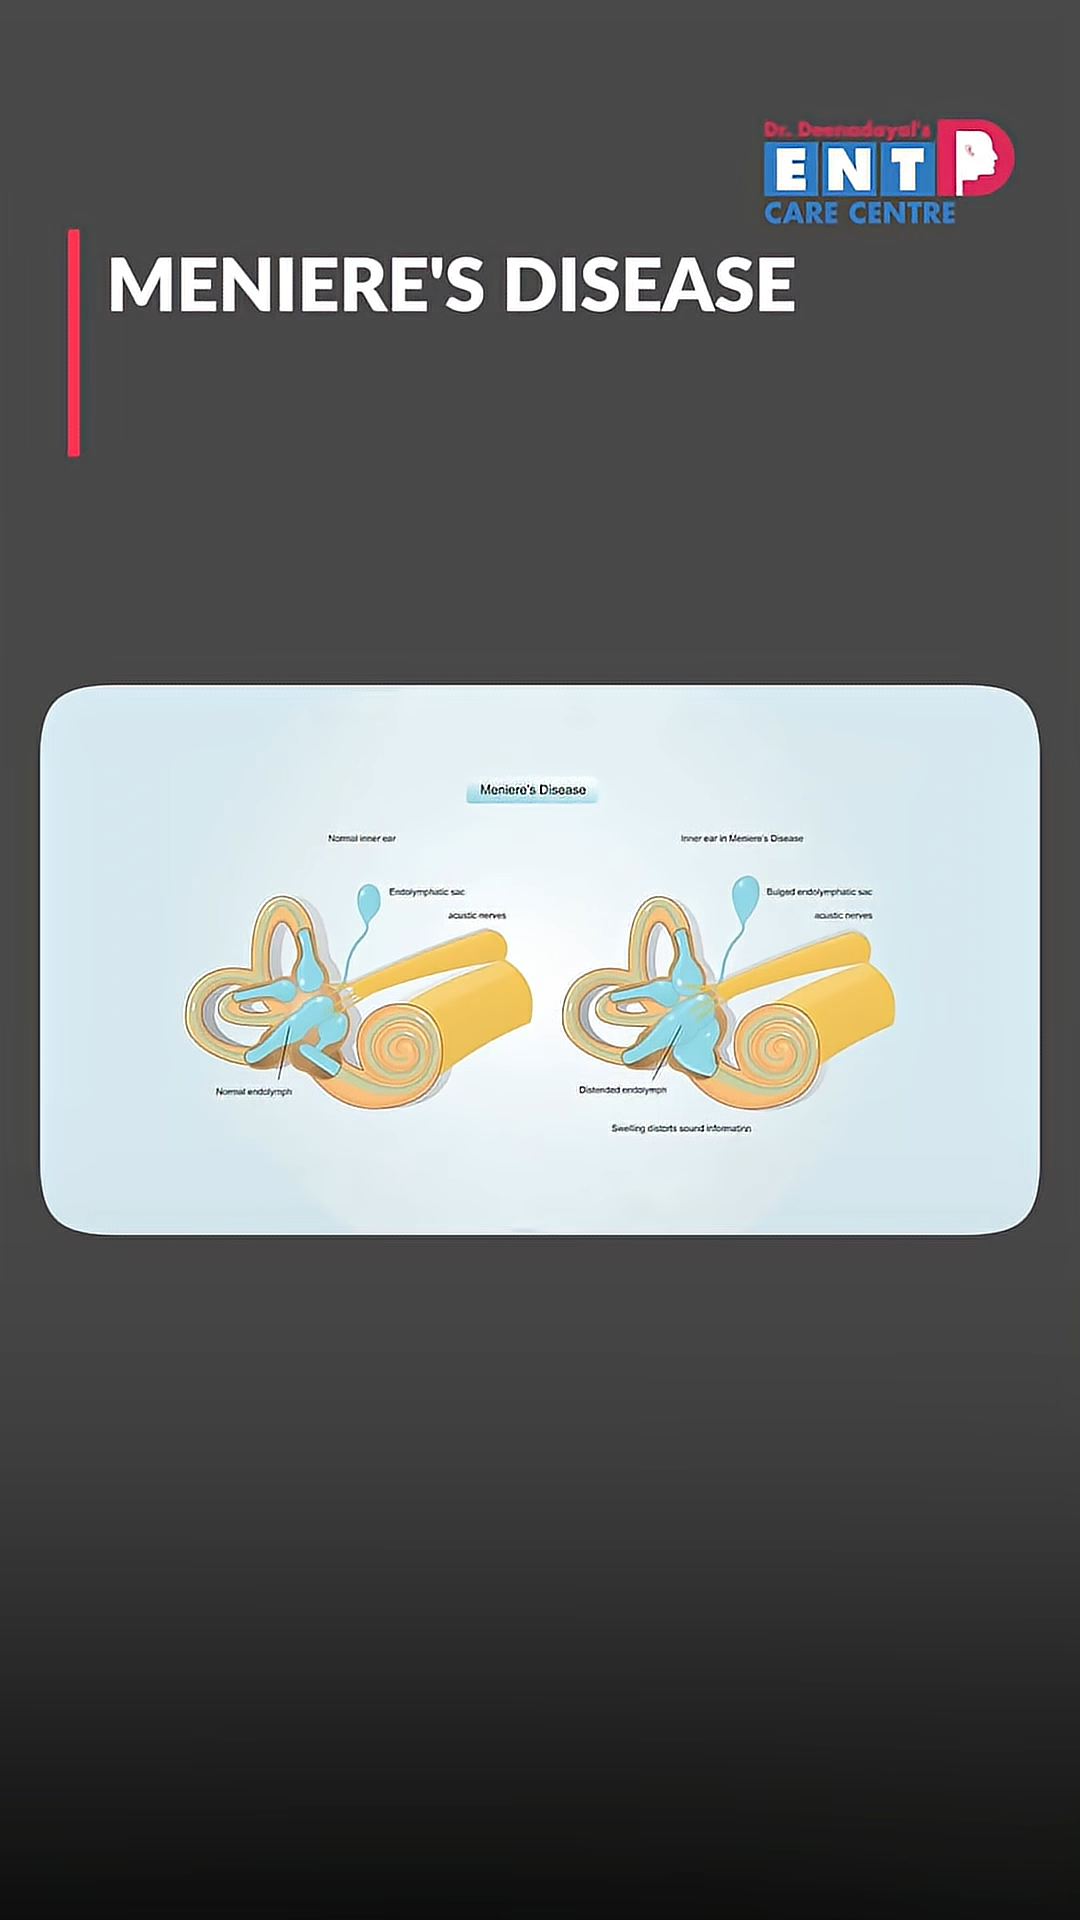 Dr. Deenadayal's
ENT
CARE CENTRE
MENIERE'S DISEASE
Meniere's Disease
Normal inner ear
Inner ear in Meniere's Disease
Endolymphatic sac
acustic nerves
Bulged endolymphatic sac
acustic nerves
Normal endolymph
Distended endolymph
Swelling distorts sound information